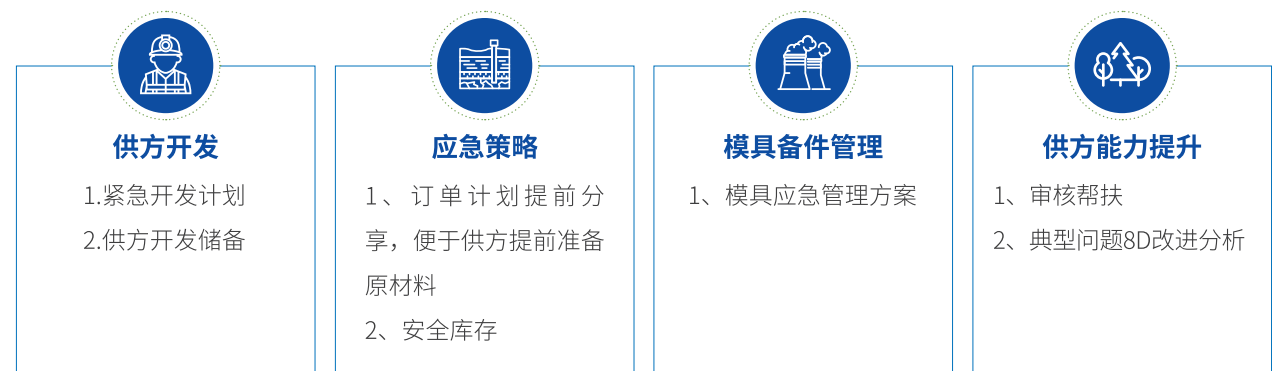 供方开发
1.紧急开发计划
2.供方开发储备
应急策略
1、订单计划提前分
享，便于供方提前准备
原材料
2、安全库存
模具备件管理
1、模具应急管理方案
供方能力提升
1、审核帮扶
2、典型问题8D改进分析